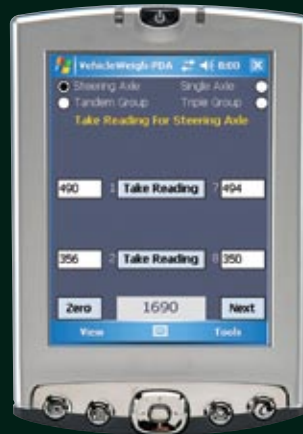 VehicleWeigh-PDA 8:00
Steering Axle Single Axle
Tandem Group Triple Group
Take Reading For Steering Axle
490 1 Take Reading 7 494
356 2 Take Reading 8 350
Zero 1690 Next
View Tools